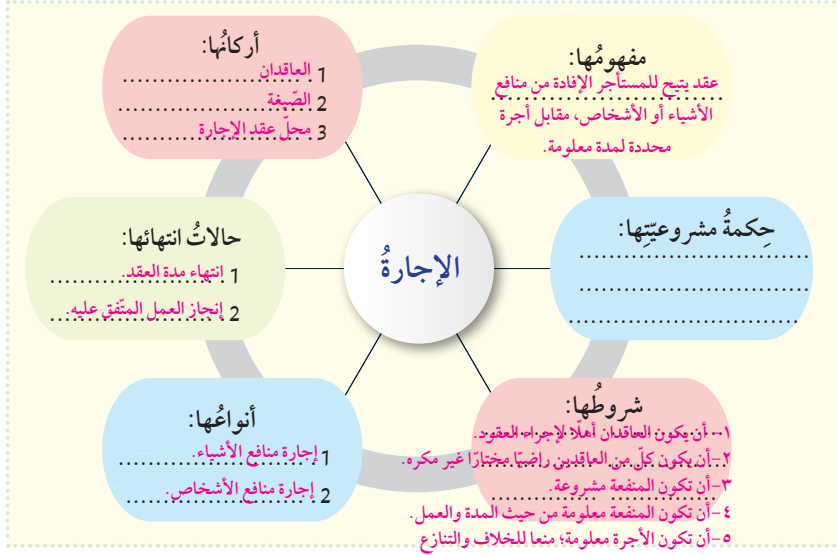 الإجارةُ
مفهومُها:
عقد يتيح للمستأجر الإفادة من منافع
الأشياء أو الأشخاص، مقابل أجرة
محددة لمدة معلومة.
حِكمةُ مشروعيّتِها:
شروطُها:
١- أن يكون العاقدان أهلًا لإجراء العقود.
٢- أن يكون كلّ من العاقدين راضيًا مختارًا غير مكره.
٣- أن تكون المنفعة مشروعة.
٤- أن تكون المنفعة معلومة من حيث المدة والعمل.
٥- أن تكون الأجرة معلومة؛ منعا للخلاف والتنازع
أركانُها:
1 العاقدان
2 الصّيغة
3 محلّ عقد الإجارة
حالاتُ انتهائها:
1 انتهاء مدة العقد.
2 إنجاز العمل المتّفق عليه.
أنواعُها:
1 إجارة منافع الأشياء.
2 إجارة منافع الأشخاص.